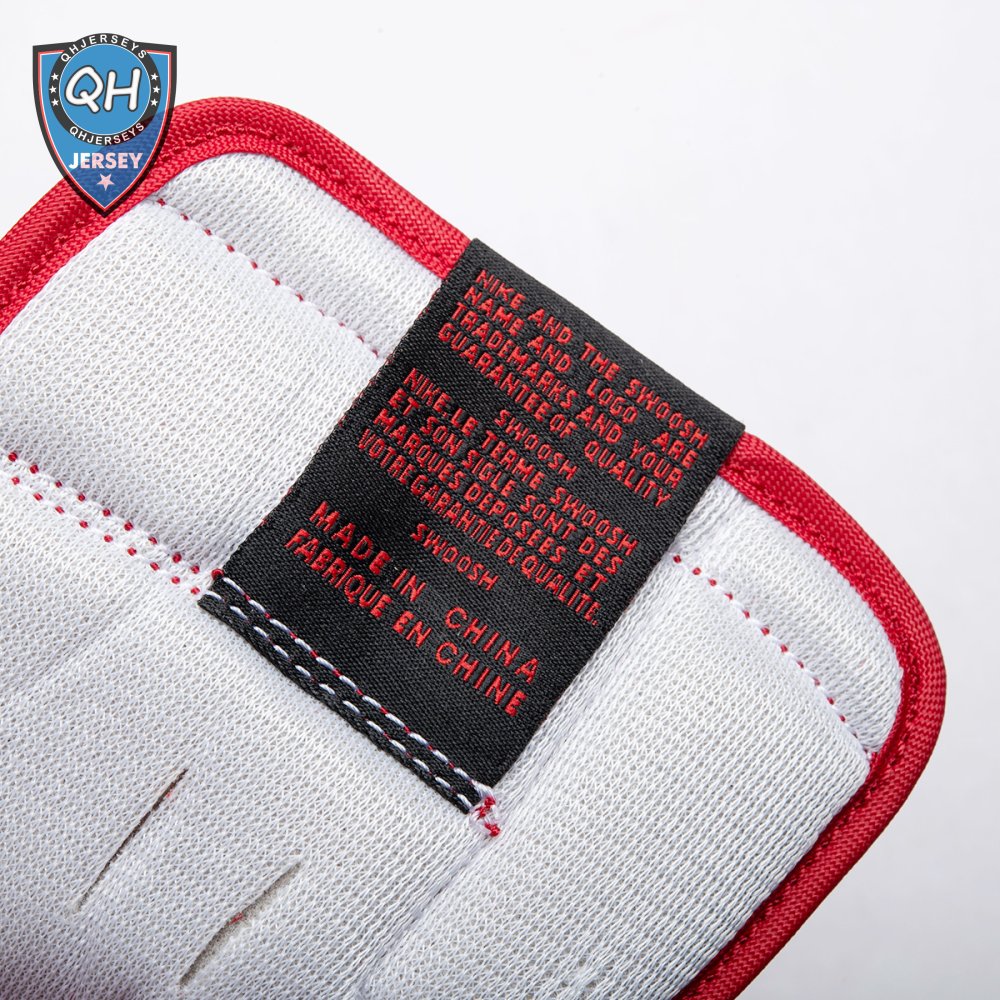 QHJERSEYS
QH
QHJERSEYS
JERSEY
NIKE AND THE SWOOSH
NAME AND LOGO ARE
TRADEMARKS AND YOUR
GUARANTEE OF QUALITY
SWOOSH
NIKE, LE TERME SWOOSH
ET SON SIGLE SONT DES
MARQUES DEPOSEES ET
VOTRE GARANTIE DE QUALITE.
SWOOSH
MADE IN CHINA
FABRIQUE EN CHINE